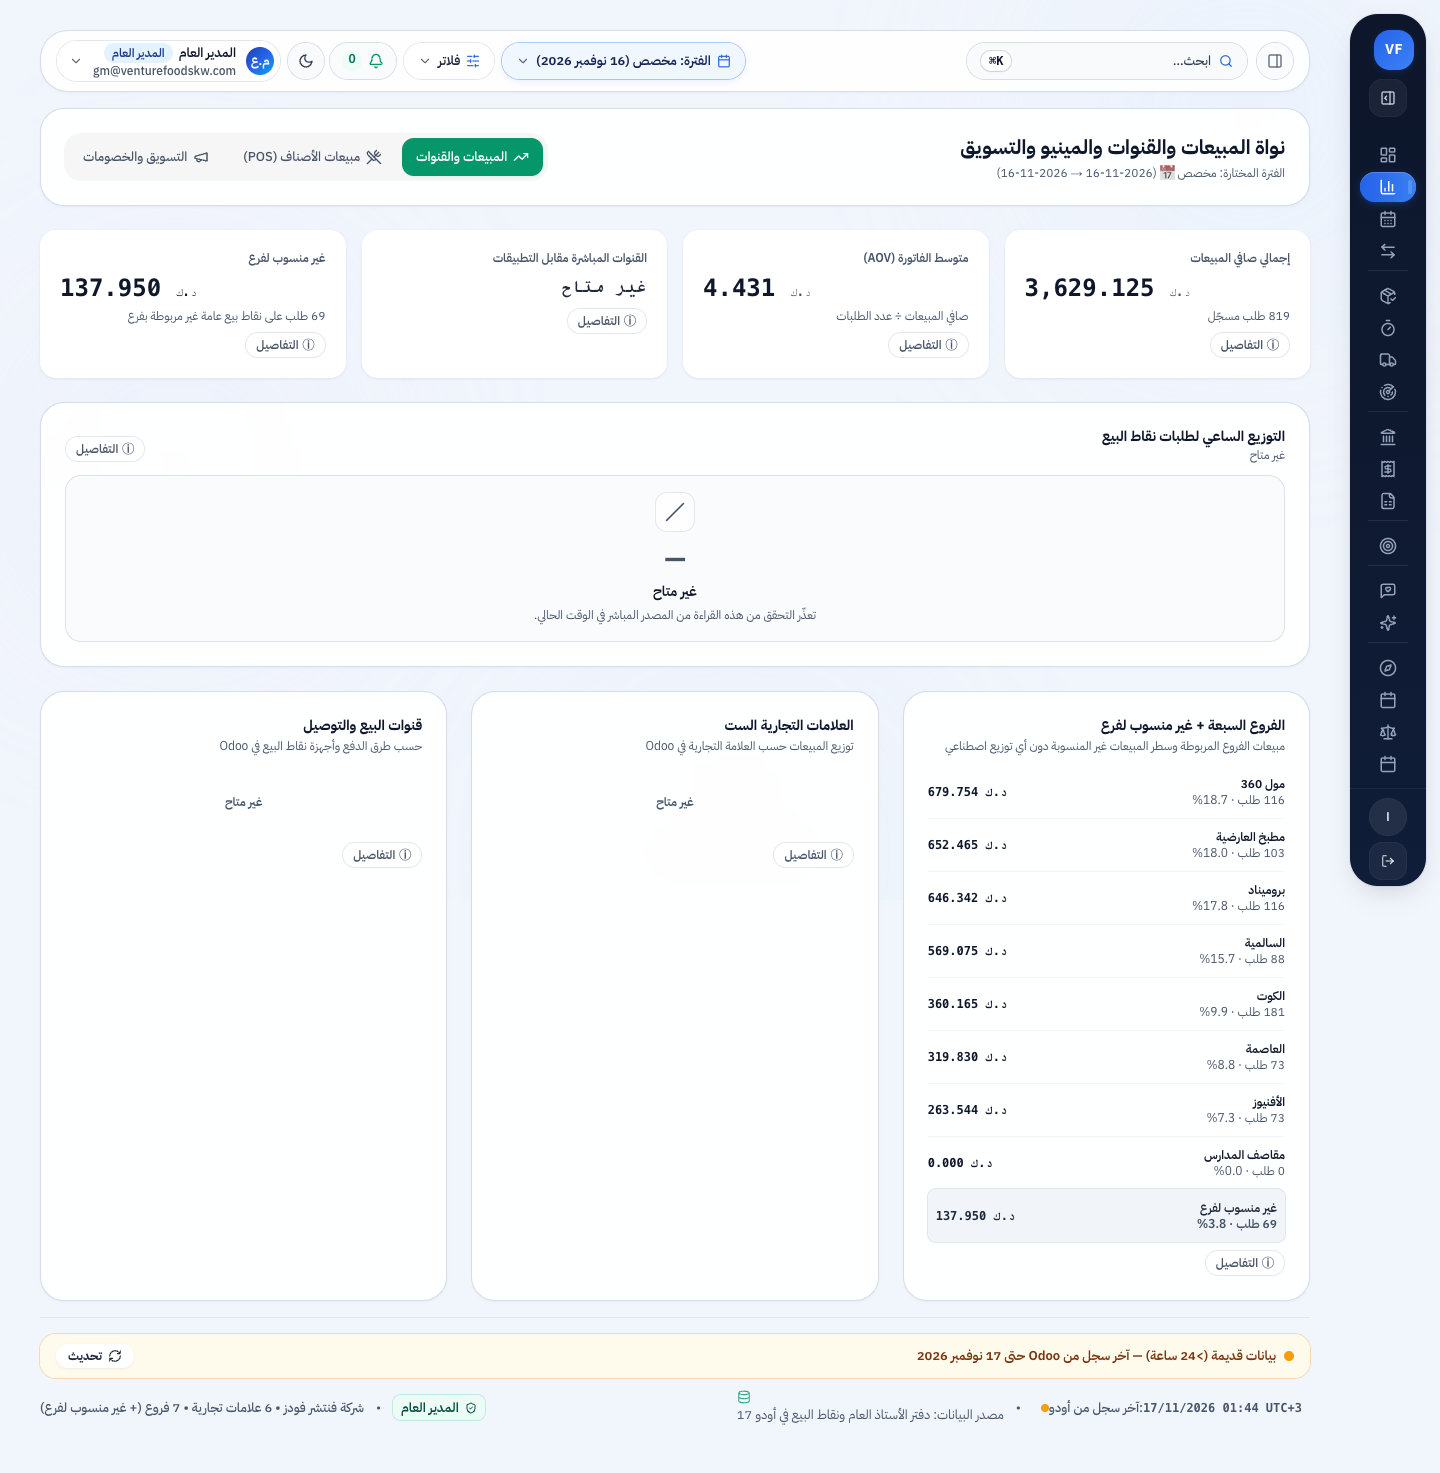 VF
ابحث...
⌘K
الفترة: مخصص (16 نوفمبر 2026)
فلاتر
0
م.ع
المدير العام
المدير العام
gm@venturefoodskw.com
نواة المبيعات والقنوات والمينيو والتسويق
الفترة المختارة: مخصص 📅 (2026-11-16 → 2026-11-16)
المبيعات والقنوات
مبيعات الأصناف (POS)
التسويق والخصومات
إجمالي صافي المبيعات
3,629.125 د.ك
819 طلب مسجّل
ⓘ التفاصيل
متوسط الفاتورة (AOV)
4.431 د.ك
صافي المبيعات ÷ عدد الطلبات
ⓘ التفاصيل
القنوات المباشرة مقابل التطبيقات
غير متاح
ⓘ التفاصيل
غير منسوب لفرع
137.950 د.ك
69 طلب على نقاط بيع عامة غير مربوطة بفرع
ⓘ التفاصيل
التوزيع الساعي لطلبات نقاط البيع
غير متاح
ⓘ التفاصيل
—
غير متاح
تعذّر التحقق من هذه القراءة من المصدر المباشر في الوقت الحالي.
الفروع السبعة + غير منسوب لفرع
مبيعات الفروع المربوطة وسطر المبيعات غير المنسوبة دون أي توزيع اصطناعي
مول 360
116 طلب · 18.7%
679.754 د.ك
مطبخ العارضية
103 طلب · 18.0%
652.465 د.ك
بروميناد
116 طلب · 17.8%
646.342 د.ك
السالمية
88 طلب · 15.7%
569.075 د.ك
الكوت
181 طلب · 9.9%
360.165 د.ك
العاصمة
73 طلب · 8.8%
319.830 د.ك
الأفنيوز
73 طلب · 7.3%
263.544 د.ك
مقاصف المدارس
0 طلب · 0.0%
0.000 د.ك
غير منسوب لفرع
69 طلب · 3.8%
137.950 د.ك
ⓘ التفاصيل
العلامات التجارية الست
توزيع المبيعات حسب العلامة التجارية في Odoo
غير متاح
ⓘ التفاصيل
قنوات البيع والتوصيل
حسب طرق الدفع وأجهزة نقاط البيع في Odoo
غير متاح
ⓘ التفاصيل
I
بيانات قديمة (>24 ساعة) — آخر سجل من Odoo حتى 17 نوفمبر 2026
تحديث
آخر سجل من أودو: 17/11/2026 01:44 UTC+3
•
مصدر البيانات: دفتر الأستاذ العام ونقاط البيع في أودو 17
المدير العام
•
شركة فنتشر فودز • 6 علامات تجارية • 7 فروع (+ غير منسوب لفرع)